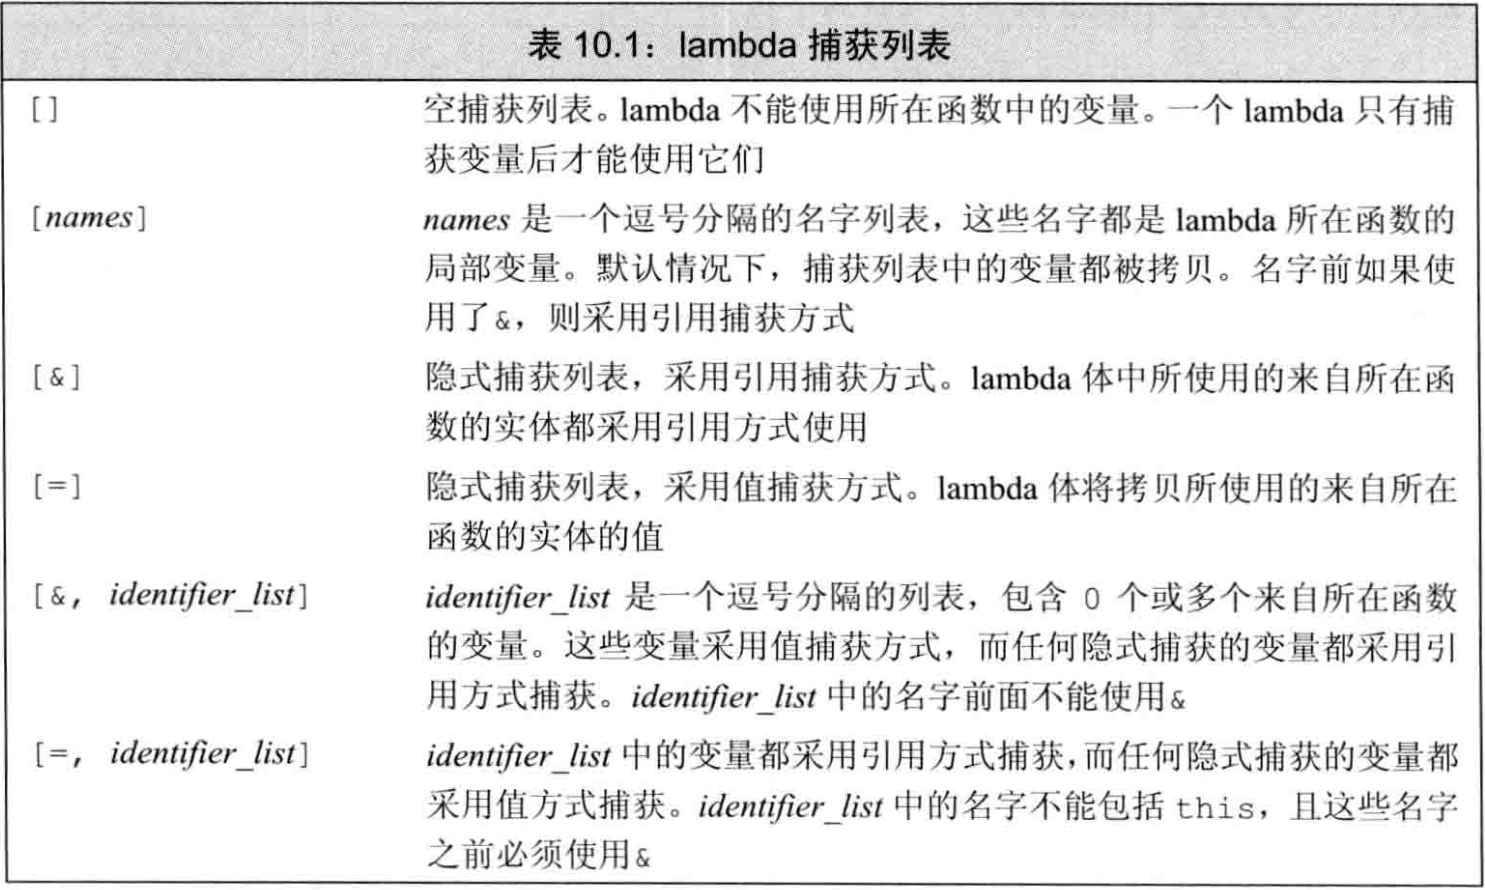 表 10.1：lambda 捕获列表
[]
空捕获列表。lambda 不能使用所在函数中的变量。一个 lambda 只有捕
获变量后才能使用它们
[names]
names 是一个逗号分隔的名字列表，这些名字都是 lambda 所在函数的
局部变量。默认情况下，捕获列表中的变量都被拷贝。名字前如果使
用了&，则采用引用捕获方式
[&]
隐式捕获列表，采用引用捕获方式。lambda 体中所使用的来自所在函
数的实体都采用引用方式使用
[=]
隐式捕获列表，采用值捕获方式。lambda 体将拷贝所使用的来自所在
函数的实体的值
[&, identifier_list]
identifier_list 是一个逗号分隔的列表，包含 0 个或多个来自所在函数
的变量。这些变量采用值捕获方式，而任何隐式捕获的变量都采用引
用方式捕获。identifier_list 中的名字前面不能使用&
[=, identifier_list]
identifier_list 中的变量都采用引用方式捕获，而任何隐式捕获的变量都
采用值方式捕获。identifier_list 中的名字不能包括 this，且这些名字
之前必须使用&